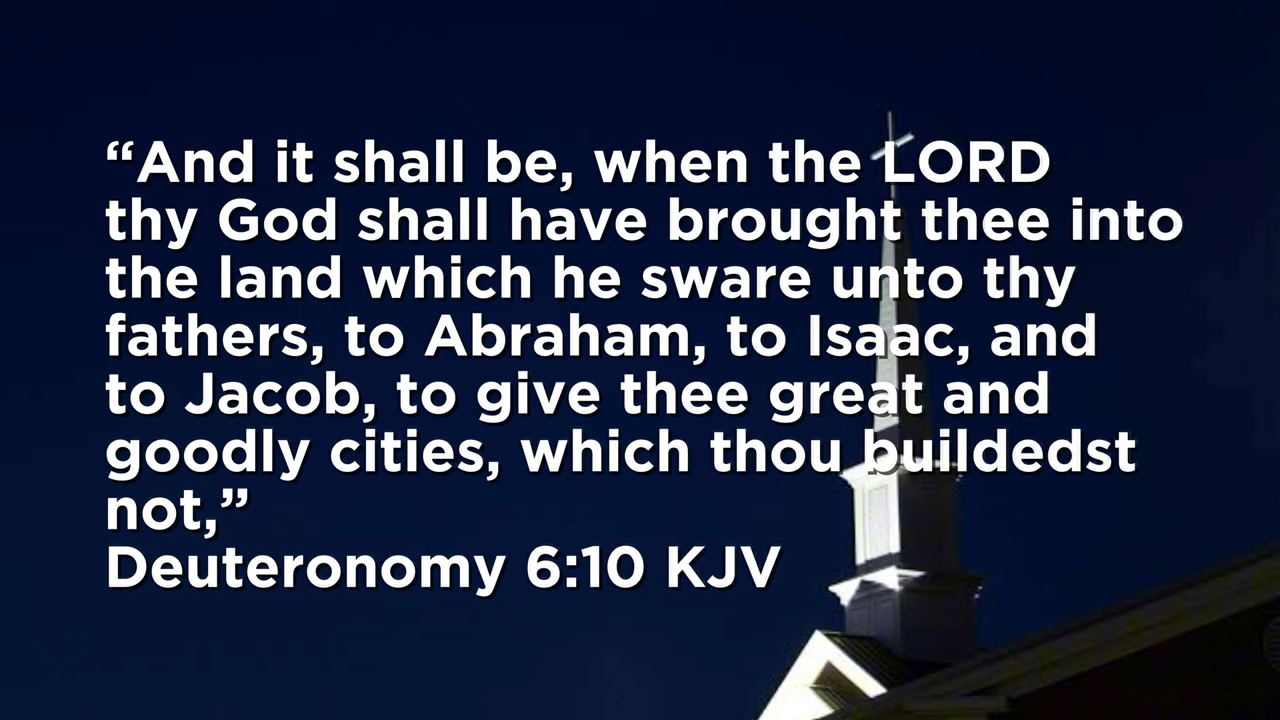 “And it shall be, when the LORD
thy God shall have brought thee into
the land which he sware unto thy
fathers, to Abraham, to Isaac, and
to Jacob, to give thee great and
goodly cities, which thou buildedst
not,”
Deuteronomy 6:10 KJV